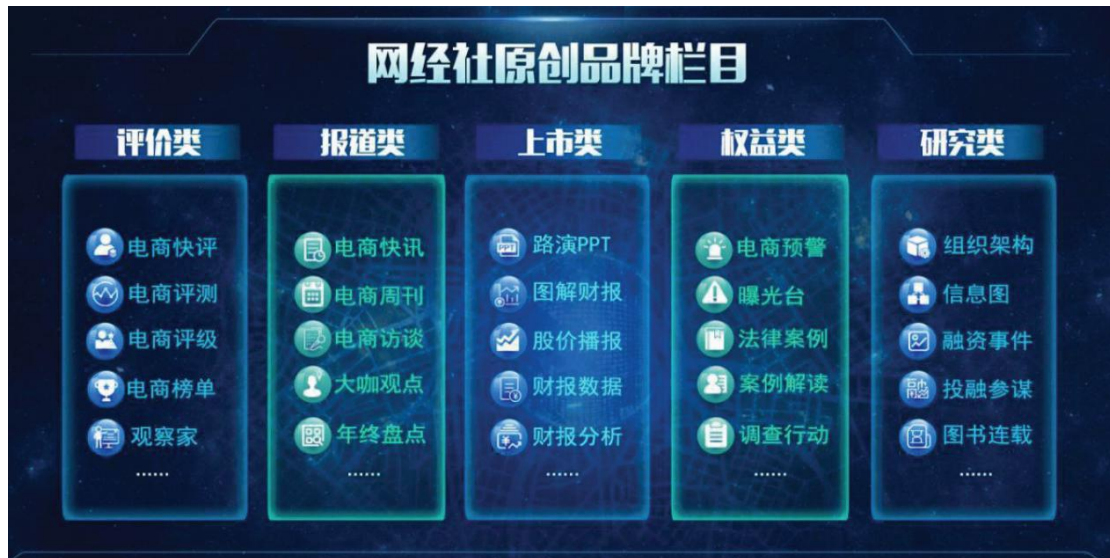 网经社原创品牌栏目
评价类
电商快评
电商评测
电商评级
电商榜单
观察家
......
报道类
电商快讯
电商周刊
电商访谈
大咖观点
年终盘点
......
上市类
路演PPT
图解财报
股价播报
财报数据
财报分析
......
权益类
电商预警
曝光台
法律案例
案例解读
调查行动
......
研究类
组织架构
信息图
融资事件
投融参谋
图书连载
......